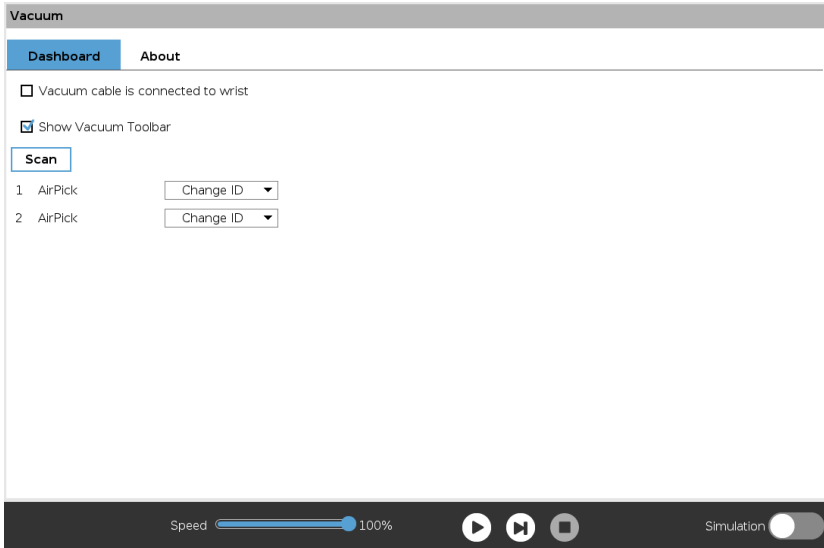 Vacuum
Dashboard About
Vacuum cable is connected to wrist
Show Vacuum Toolbar
Scan
1 AirPick Change ID
2 AirPick Change ID
Speed 100% Simulation